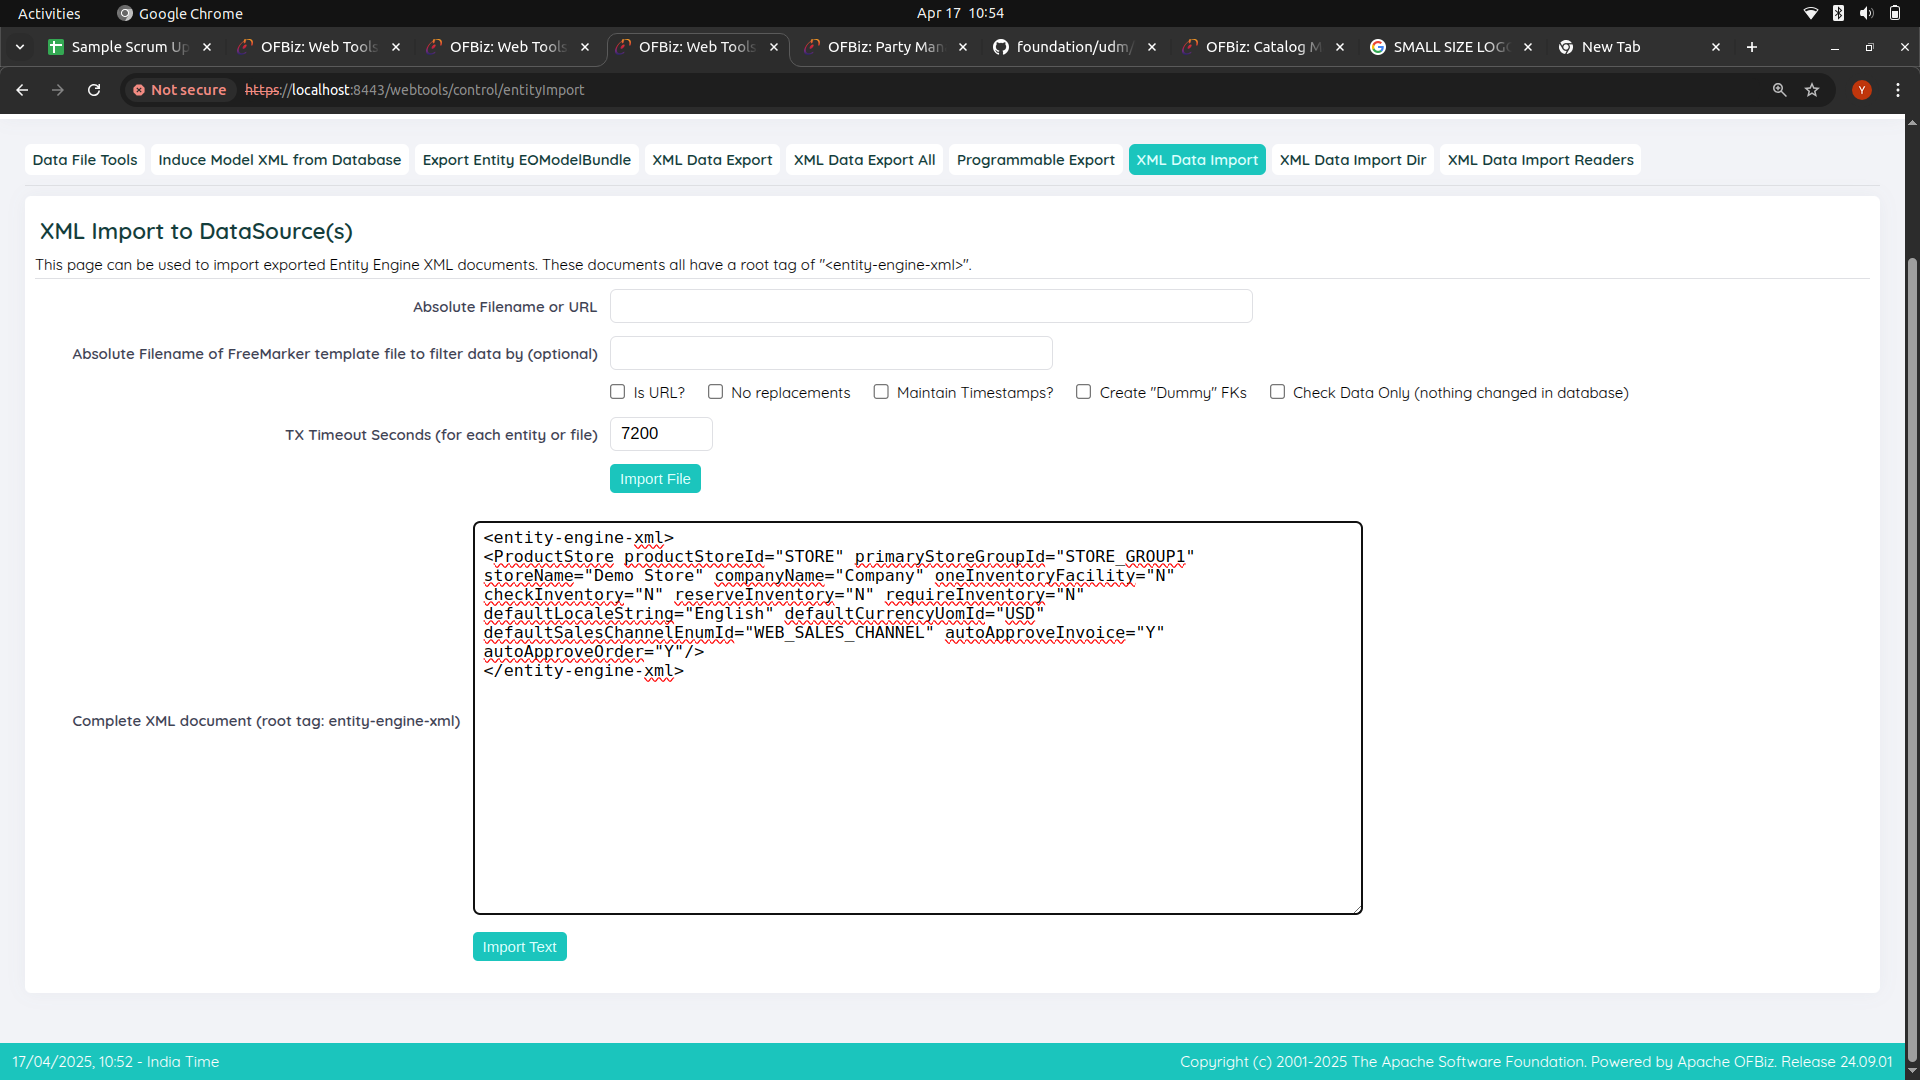 Activities
Google Chrome
Apr 17 10:54
Sample Scrum Up
OFBiz: Web Tools
OFBiz: Web Tools
OFBiz: Web Tools
OFBiz: Party Man
foundation/udm/
OFBiz: Catalog M
SMALL SIZE LOGO
New Tab
Not secure
https://localhost:8443/webtools/control/entityImport
Y
Data File Tools
Induce Model XML from Database
Export Entity EOModelBundle
XML Data Export
XML Data Export All
Programmable Export
XML Data Import
XML Data Import Dir
XML Data Import Readers
XML Import to DataSource(s)
This page can be used to import exported Entity Engine XML documents. These documents all have a root tag of "<entity-engine-xml>".
Absolute Filename or URL
Absolute Filename of FreeMarker template file to filter data by (optional)
Is URL?
No replacements
Maintain Timestamps?
Create "Dummy" FKs
Check Data Only (nothing changed in database)
TX Timeout Seconds (for each entity or file)
7200
Import File
<entity-engine-xml>
<ProductStore productStoreId="STORE" primaryStoreGroupId="STORE_GROUP1"
storeName="Demo Store" companyName="Company" oneInventoryFacility="N"
checkInventory="N" reserveInventory="N" requireInventory="N"
defaultLocaleString="English" defaultCurrencyUomId="USD"
defaultSalesChannelEnumId="WEB_SALES_CHANNEL" autoApproveInvoice="Y"
autoApproveOrder="Y"/>
</entity-engine-xml>
Complete XML document (root tag: entity-engine-xml)
Import Text
17/04/2025, 10:52 - India Time
Copyright (c) 2001-2025 The Apache Software Foundation. Powered by Apache OFBiz. Release 24.09.01